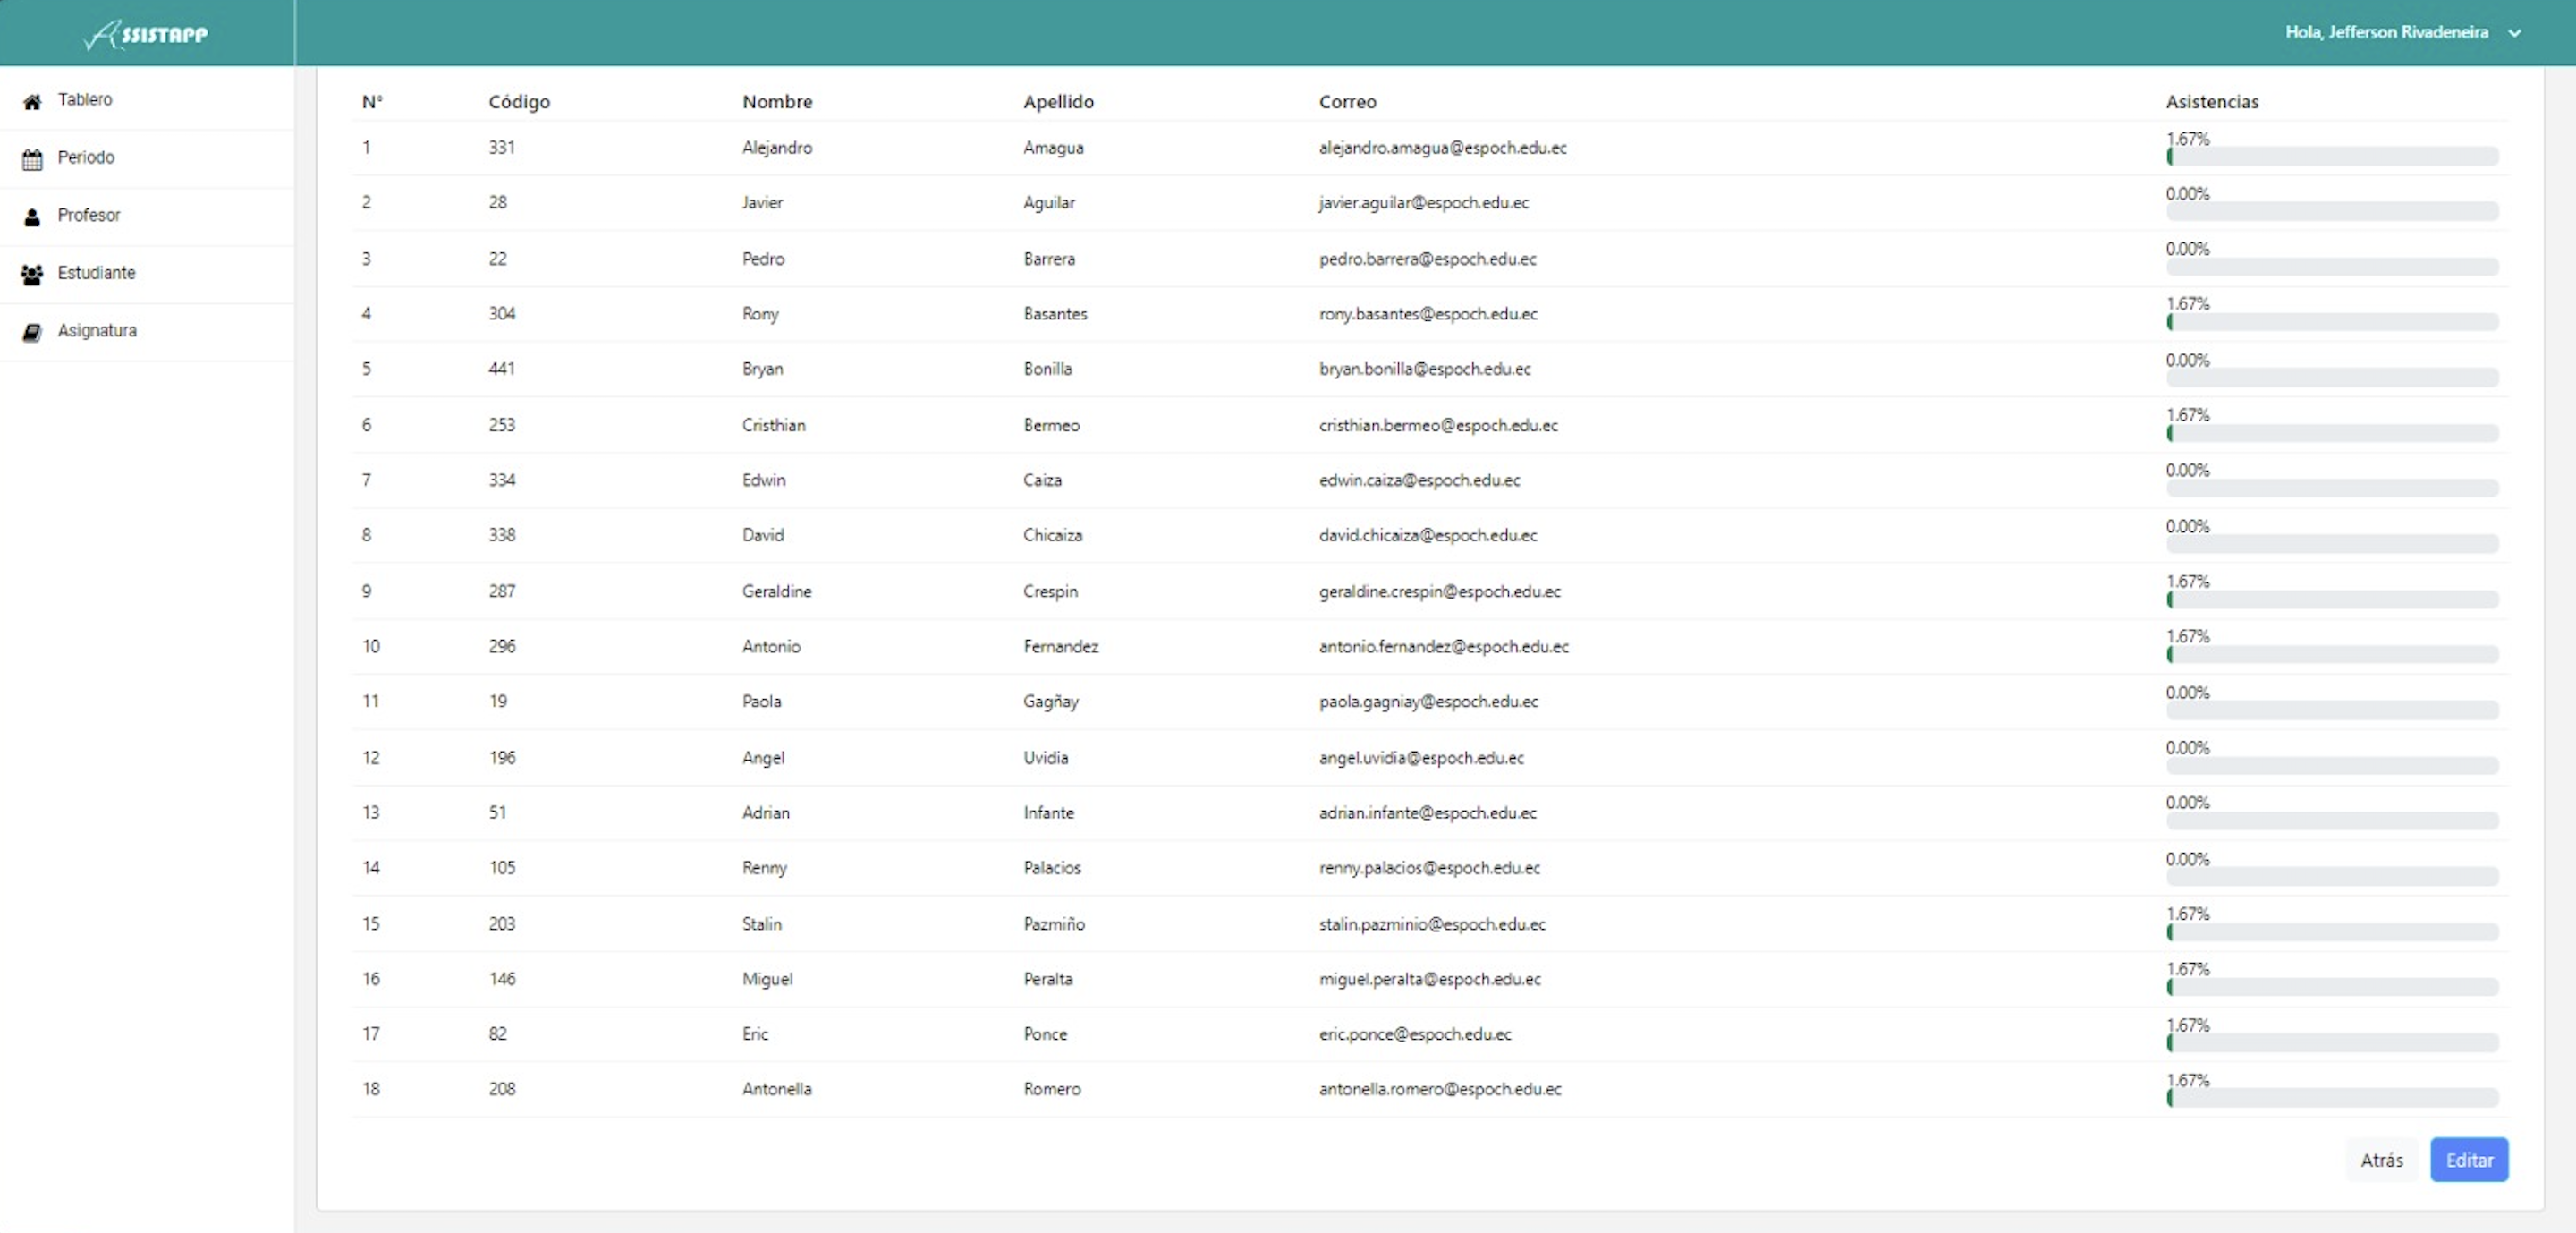 ASSISTAPP
Hola, Jefferson Rivadeneira
Tablero
Periodo
Profesor
Estudiante
Asignatura
N° Código Nombre Apellido Correo Asistencias
1 331 Alejandro Amagua alejandro.amagua@espoch.edu.ec 1.67%
2 28 Javier Aguilar javier.aguilar@espoch.edu.ec 0.00%
3 22 Pedro Barrera pedro.barrera@espoch.edu.ec 0.00%
4 304 Rony Basantes rony.basantes@espoch.edu.ec 1.67%
5 441 Bryan Bonilla bryan.bonilla@espoch.edu.ec 0.00%
6 253 Cristhian Bermeo cristhian.bermeo@espoch.edu.ec 1.67%
7 334 Edwin Caiza edwin.caiza@espoch.edu.ec 0.00%
8 338 David Chicaiza david.chicaiza@espoch.edu.ec 0.00%
9 287 Geraldine Crespin geraldine.crespin@espoch.edu.ec 1.67%
10 296 Antonio Fernandez antonio.fernandez@espoch.edu.ec 1.67%
11 19 Paola Gagñay paola.gagniay@espoch.edu.ec 0.00%
12 196 Angel Uvidia angel.uvidia@espoch.edu.ec 0.00%
13 51 Adrian Infante adrian.infante@espoch.edu.ec 0.00%
14 105 Renny Palacios renny.palacios@espoch.edu.ec 0.00%
15 203 Stalin Pazmiño stalin.pazminio@espoch.edu.ec 1.67%
16 146 Miguel Peralta miguel.peralta@espoch.edu.ec 1.67%
17 82 Eric Ponce eric.ponce@espoch.edu.ec 1.67%
18 208 Antonella Romero antonella.romero@espoch.edu.ec 1.67%
Atrás Editar